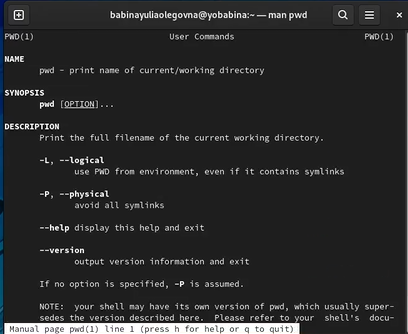 babinayuliaolegovna@yobabina:~ — man pwd
PWD(1) User Commands PWD(1)
NAME
pwd - print name of current/working directory
SYNOPSIS
pwd [OPTION]...
DESCRIPTION
Print the full filename of the current working directory.
-L, --logical
use PWD from environment, even if it contains symlinks
-P, --physical
avoid all symlinks
--help display this help and exit
--version
output version information and exit
If no option is specified, -P is assumed.
NOTE: your shell may have its own version of pwd, which usually super-
sedes the version described here. Please refer to your shell's docu-
Manual page pwd(1) line 1 (press h for help or q to quit)